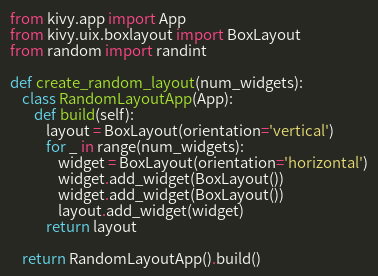 from kivy.app import App
from kivy.uix.boxlayout import BoxLayout
from random import randint

def create_random_layout(num_widgets):
    class RandomLayoutApp(App):
        def build(self):
            layout = BoxLayout(orientation='vertical')
            for _ in range(num_widgets):
                widget = BoxLayout(orientation='horizontal')
                widget.add_widget(BoxLayout())
                widget.add_widget(BoxLayout())
                layout.add_widget(widget)
            return layout

    return RandomLayoutApp().build()